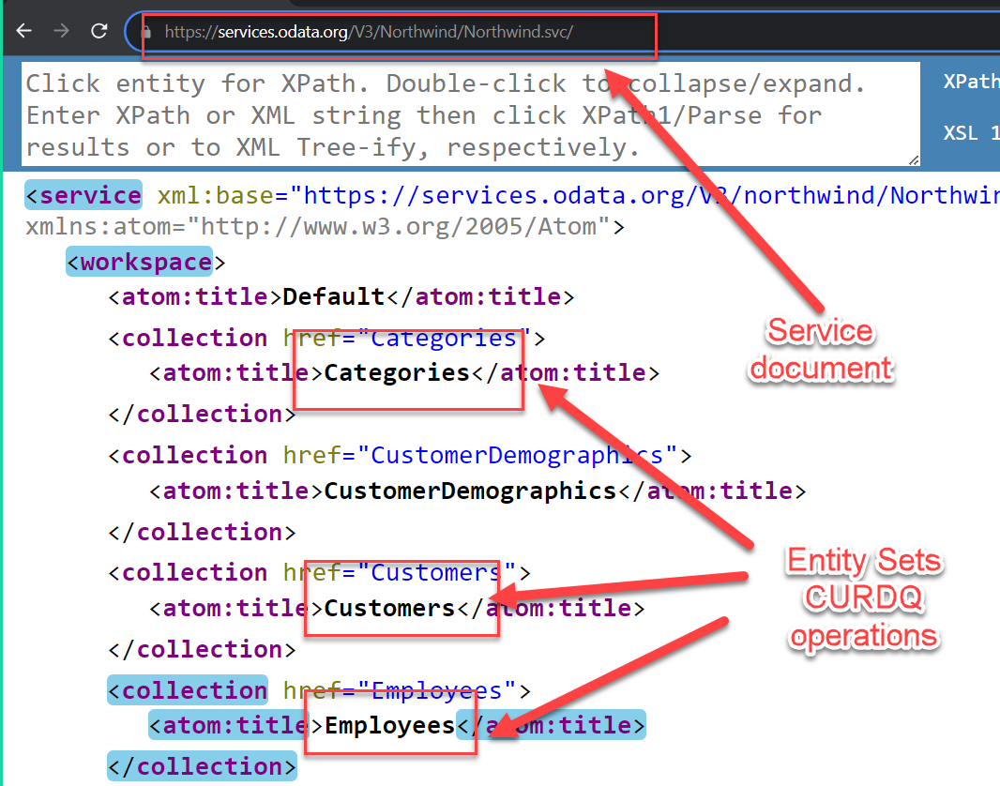 https://services.odata.org/V3/Northwind/Northwind.svc/
Click entity for XPath. Double-click to collapse/expand.
Enter XPath or XML string then click XPath1/Parse for
results or to XML Tree-ify, respectively.
XPath
XSL 1
<service xml:base="https://services.odata.org/V3/northwind/Northwin
xmlns:atom="http://www.w3.org/2005/Atom">
<workspace>
<atom:title>Default</atom:title>
<collection href="Categories">
<atom:title>Categories</atom:title>
</collection>
<collection href="CustomerDemographics">
<atom:title>CustomerDemographics</atom:title>
</collection>
<collection href="Customers">
<atom:title>Customers</atom:title>
</collection>
<collection href="Employees">
<atom:title>Employees</atom:title>
</collection>
Service
document
Entity Sets
CURDQ
operations